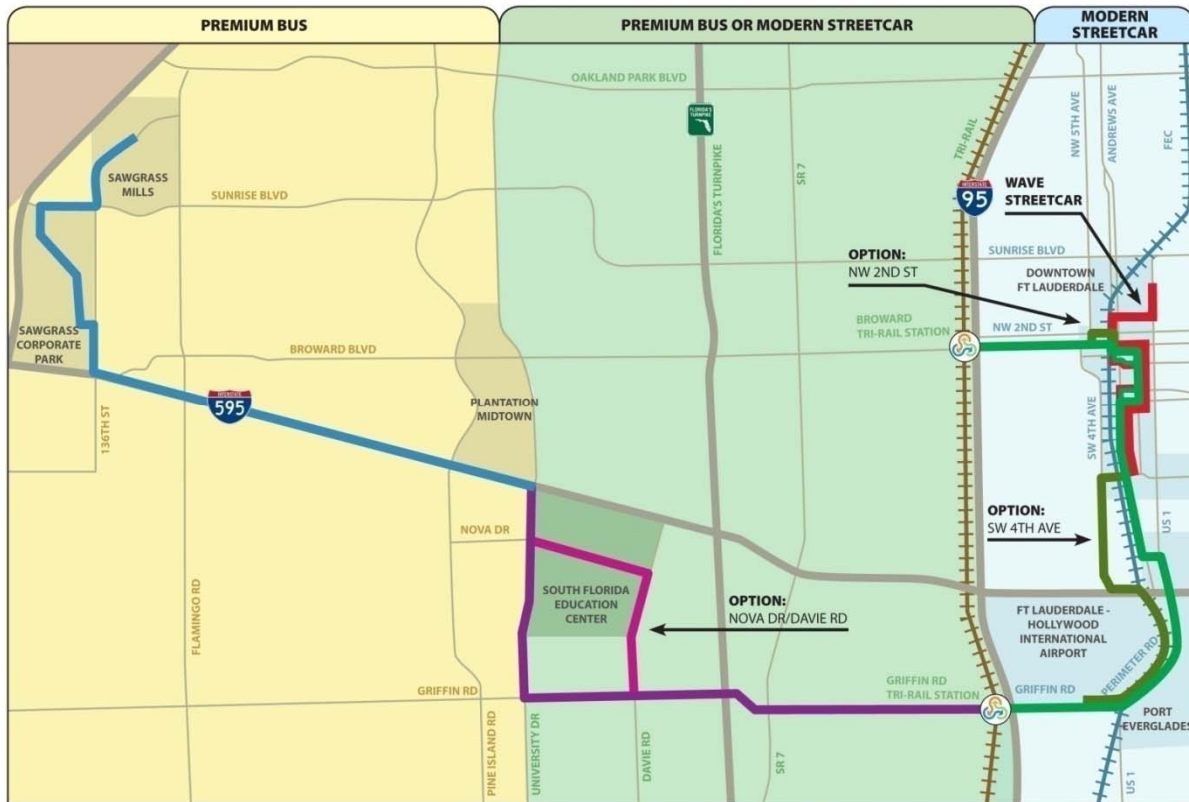 PREMIUM BUS
PREMIUM BUS OR MODERN STREETCAR
MODERN
STREETCAR
OAKLAND PARK BLVD
FLORIDA'S
TURNPIKE
FLORIDA'S TURNPIKE
SR 7
TRI-RAIL
INTERSTATE
95
NW 5TH AVE
ANDREWS AVE
FEC
WAVE
STREETCAR
SAWGRASS
MILLS
SUNRISE BLVD
SUNRISE BLVD
OPTION:
NW 2ND ST
DOWNTOWN
FT LAUDERDALE
BROWARD
TRI-RAIL STATION
NW 2ND ST
SAWGRASS
CORPORATE
PARK
BROWARD BLVD
INTERSTATE
595
136TH ST
PLANTATION
MIDTOWN
SW 4TH AVE
OPTION:
SW 4TH AVE
US 1
NOVA DR
SOUTH FLORIDA
EDUCATION
CENTER
OPTION:
NOVA DR/DAVIE RD
FT LAUDERDALE -
HOLLYWOOD
INTERNATIONAL
AIRPORT
FLAMINGO RD
PERIMETER RD
GRIFFIN RD
GRIFFIN RD
TRI-RAIL STATION
GRIFFIN RD
PORT
EVERGLADES
PINE ISLAND RD
UNIVERSITY DR
DAVIE RD
SR 7
US 1